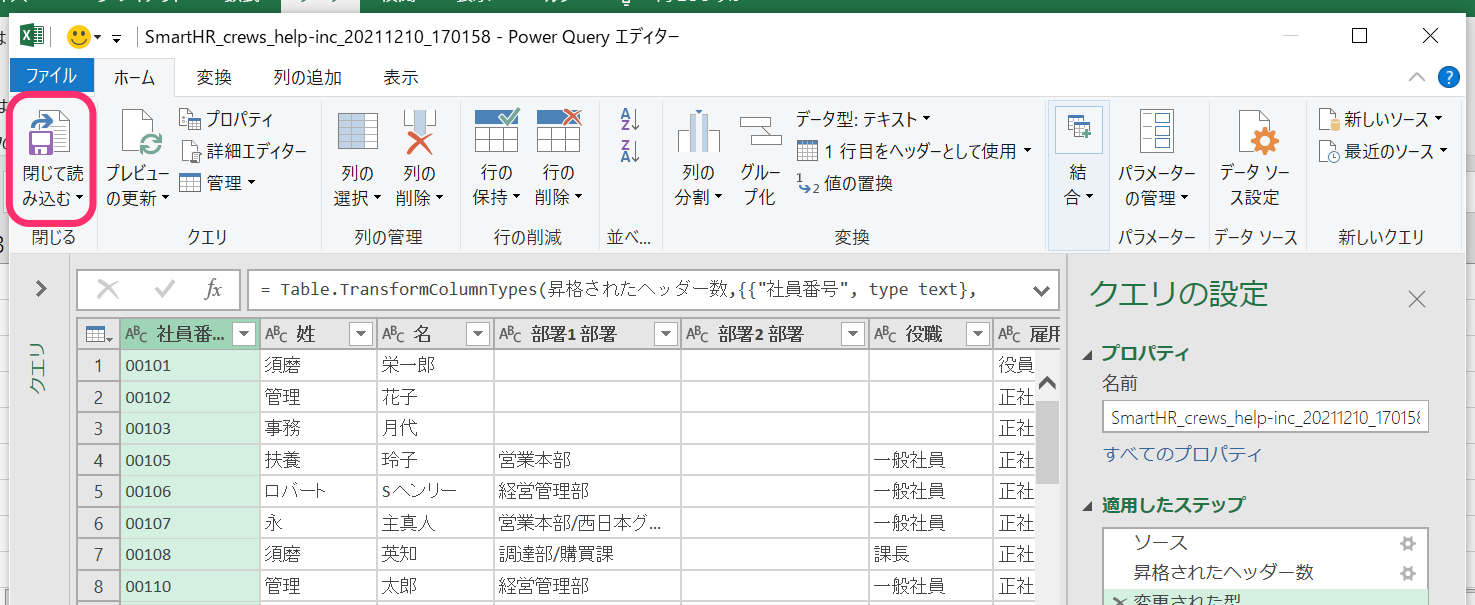 SmartHR_crews_help-inc_20211210_170158 - Power Query エディター
ファイル ホーム 変換 列の追加 表示
閉じて読み込む
閉じる
プレビューの更新
プロパティ
詳細エディター
管理
クエリ
列の選択
列の削除
列の管理
行の保持
行の削除
行の削減
A
Z
Z
A
並べ...
列の分割
グループ化
データ型: テキスト
1 行目をヘッダーとして使用
1
2 値の置換
変換
結合
パラメーターの管理
パラメーター
データ ソース設定
データ ソース
新しいソース
最近のソース
新しいクエリ
?
クエリ
fx
= Table.TransformColumnTypes(昇格されたヘッダー数,{{"社員番号", type text},
ABC 社員番... ABC 姓 ABC 名 ABC 部署1 部署 ABC 部署2 部署 ABC 役職 ABC 雇用
1 00101 須磨 栄一郎 役員
2 00102 管理 花子 正社
3 00103 事務 月代 正社
4 00105 扶養 玲子 営業本部 一般社員 正社
5 00106 ロバート Sヘンリー 経営管理部 一般社員 正社
6 00107 永 主真人 営業本部/西日本グ... 一般社員 正社
7 00108 須磨 英知 調達部/購買課 課長 正社
8 00110 管理 太郎 経営管理部 一般社員 正社
クエリの設定
プロパティ
名前
SmartHR_crews_help-inc_20211210_170158
すべてのプロパティ
適用したステップ
ソース
昇格されたヘッダー数
変更された型